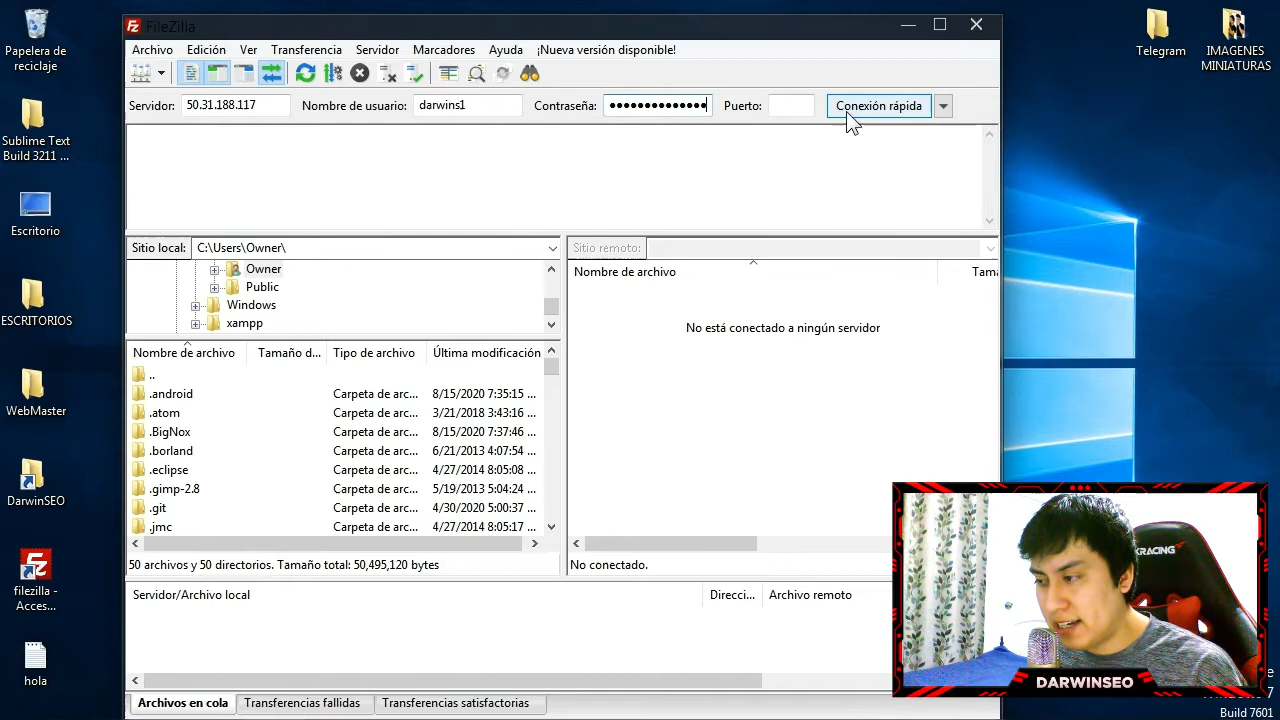 Papelera de
reciclaje
Sublime Text
Build 3211 ...
Escritorio
ESCRITORIOS
WebMaster
DarwinSEO
filezilla -
Acces...
hola
FileZilla
Archivo Edición Ver Transferencia Servidor Marcadores Ayuda ¡Nueva versión disponible!
Servidor: 50.31.188.117 Nombre de usuario: darwins1 Contraseña: ●●●●●●●●●●●●●● Puerto: Conexión rápida
Sitio local: C:\Users\Owner\
Owner
Public
Windows
xampp
Nombre de archivo Tamaño d... Tipo de archivo Última modificación
..
.android Carpeta de arc... 8/15/2020 7:35:15 ...
.atom Carpeta de arc... 3/21/2018 3:43:16 ...
.BigNox Carpeta de arc... 8/15/2020 7:37:46 ...
.borland Carpeta de arc... 6/21/2013 4:07:54 ...
.eclipse Carpeta de arc... 4/27/2014 8:05:08 ...
.gimp-2.8 Carpeta de arc... 5/19/2013 5:04:24 ...
.git Carpeta de arc... 4/30/2020 5:00:37 ...
.jmc Carpeta de arc... 4/27/2014 8:05:17 ...
50 archivos y 50 directorios. Tamaño total: 50,495,120 bytes
Sitio remoto:
Nombre de archivo Tama
No está conectado a ningún servidor
No conectado.
Servidor/Archivo local Direcci... Archivo remoto
Archivos en cola Transferencias fallidas Transferencias satisfactorias
Telegram
IMAGENES
MINIATURAS
XRACING
DARWINSEO
Build 7601